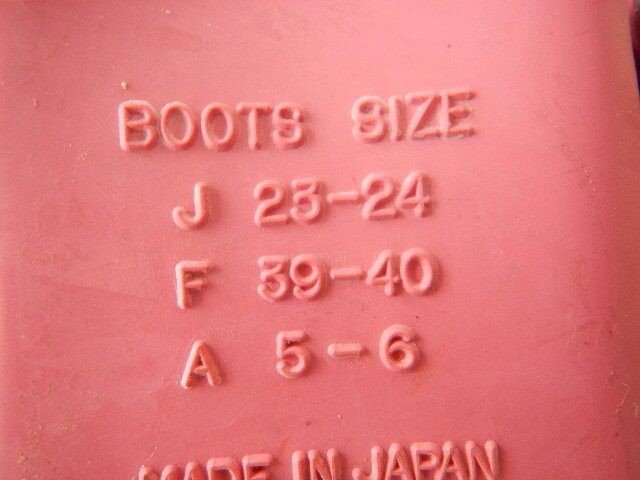 BOOTS SIZE
J 23-24
F 39-40
A 5-6
MADE IN JAPAN